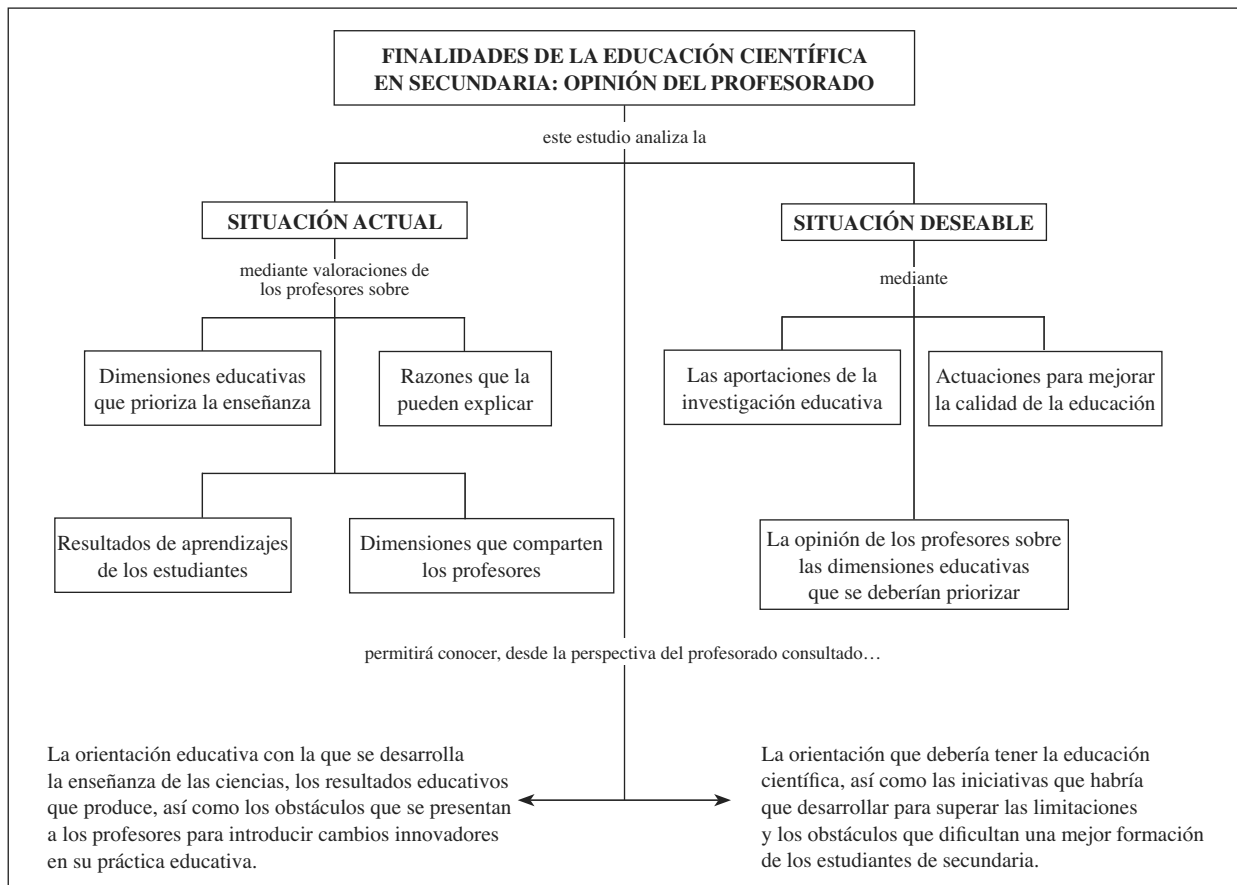 FINALIDADES DE LA EDUCACIÓN CIENTÍFICA
EN SECUNDARIA: OPINIÓN DEL PROFESORADO
este estudio analiza la
SITUACIÓN ACTUAL
mediante valoraciones de
los profesores sobre
Dimensiones educativas
que prioriza la enseñanza
Razones que la
pueden explicar
Resultados de aprendizajes
de los estudiantes
Dimensiones que comparten
los profesores
SITUACIÓN DESEABLE
mediante
Las aportaciones de la
investigación educativa
Actuaciones para mejorar
la calidad de la educación
La opinión de los profesores sobre
las dimensiones educativas
que se deberían priorizar
permitirá conocer, desde la perspectiva del profesorado consultado…
La orientación educativa con la que se desarrolla
la enseñanza de las ciencias, los resultados educativos
que produce, así como los obstáculos que se presentan
a los profesores para introducir cambios innovadores
en su práctica educativa.
La orientación que debería tener la educación
científica, así como las iniciativas que habría
que desarrollar para superar las limitaciones
y los obstáculos que dificultan una mejor formación
de los estudiantes de secundaria.